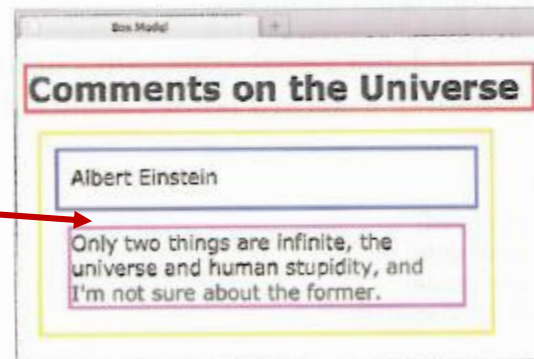 Box Model
Comments on the Universe
Albert Einstein
Only two things are infinite, the
universe and human stupidity, and
I'm not sure about the former.